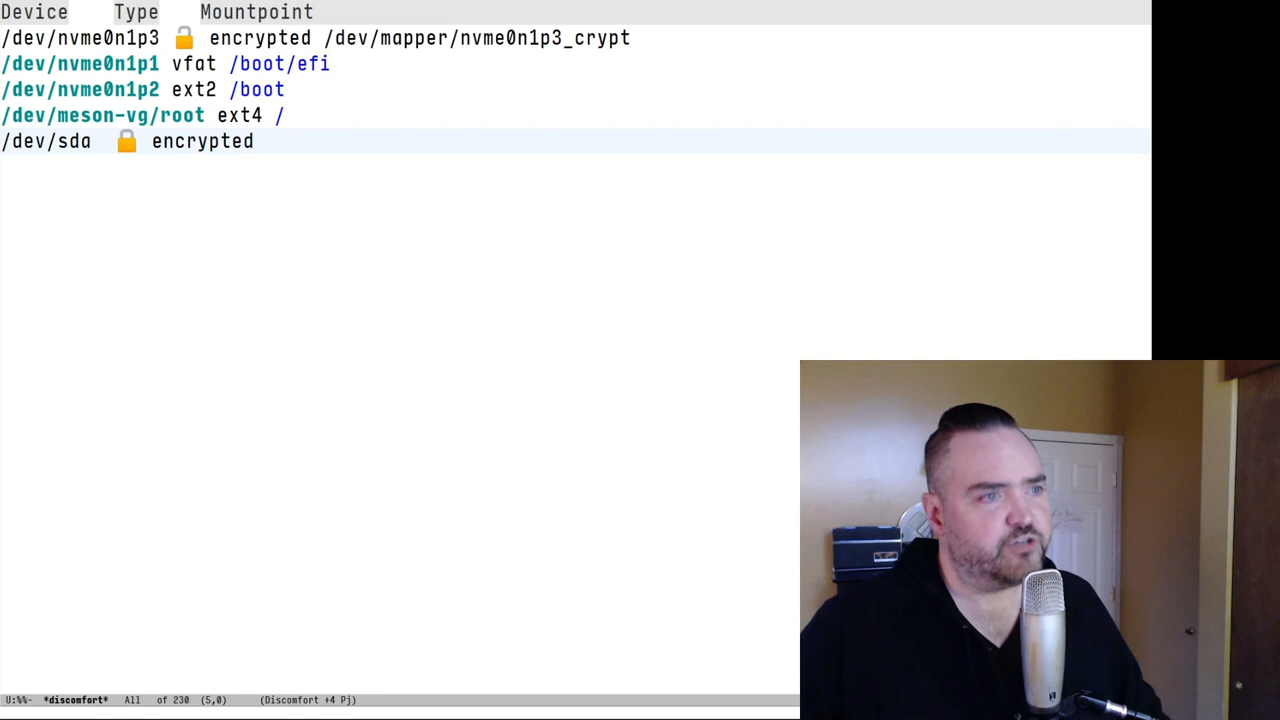 Device Type Mountpoint
/dev/nvme0n1p3 🔒 encrypted /dev/mapper/nvme0n1p3_crypt
/dev/nvme0n1p1 vfat /boot/efi
/dev/nvme0n1p2 ext2 /boot
/dev/meson-vg/root ext4 /
/dev/sda 🔒 encrypted
U:%%- *discomfort* All of 230 (5,0) (Discomfort +4 Pj)